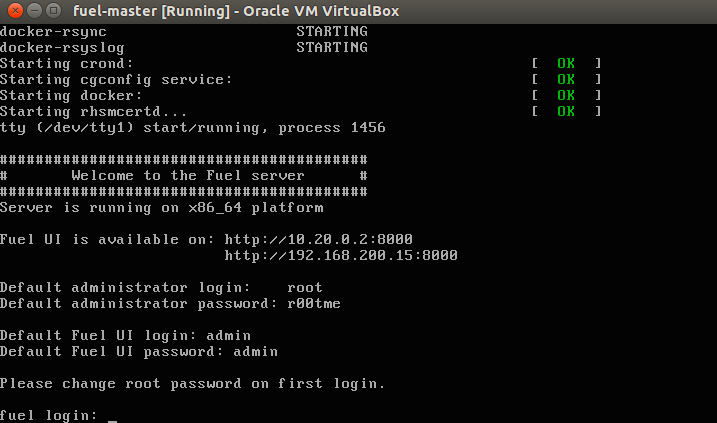 fuel-master [Running] - Oracle VM VirtualBox
docker-rsync STARTING
docker-rsyslog STARTING
Starting crond: [ OK ]
Starting cgconfig service: [ OK ]
Starting docker: [ OK ]
Starting rhsmcertd... [ OK ]
tty (/dev/tty1) start/running, process 1456
#########################################
# Welcome to the Fuel server #
#########################################
Server is running on x86_64 platform
Fuel UI is available on: http://10.20.0.2:8000
http://192.168.200.15:8000
Default administrator login: root
Default administrator password: r00tme
Default Fuel UI login: admin
Default Fuel UI password: admin
Please change root password on first login.
fuel login: _